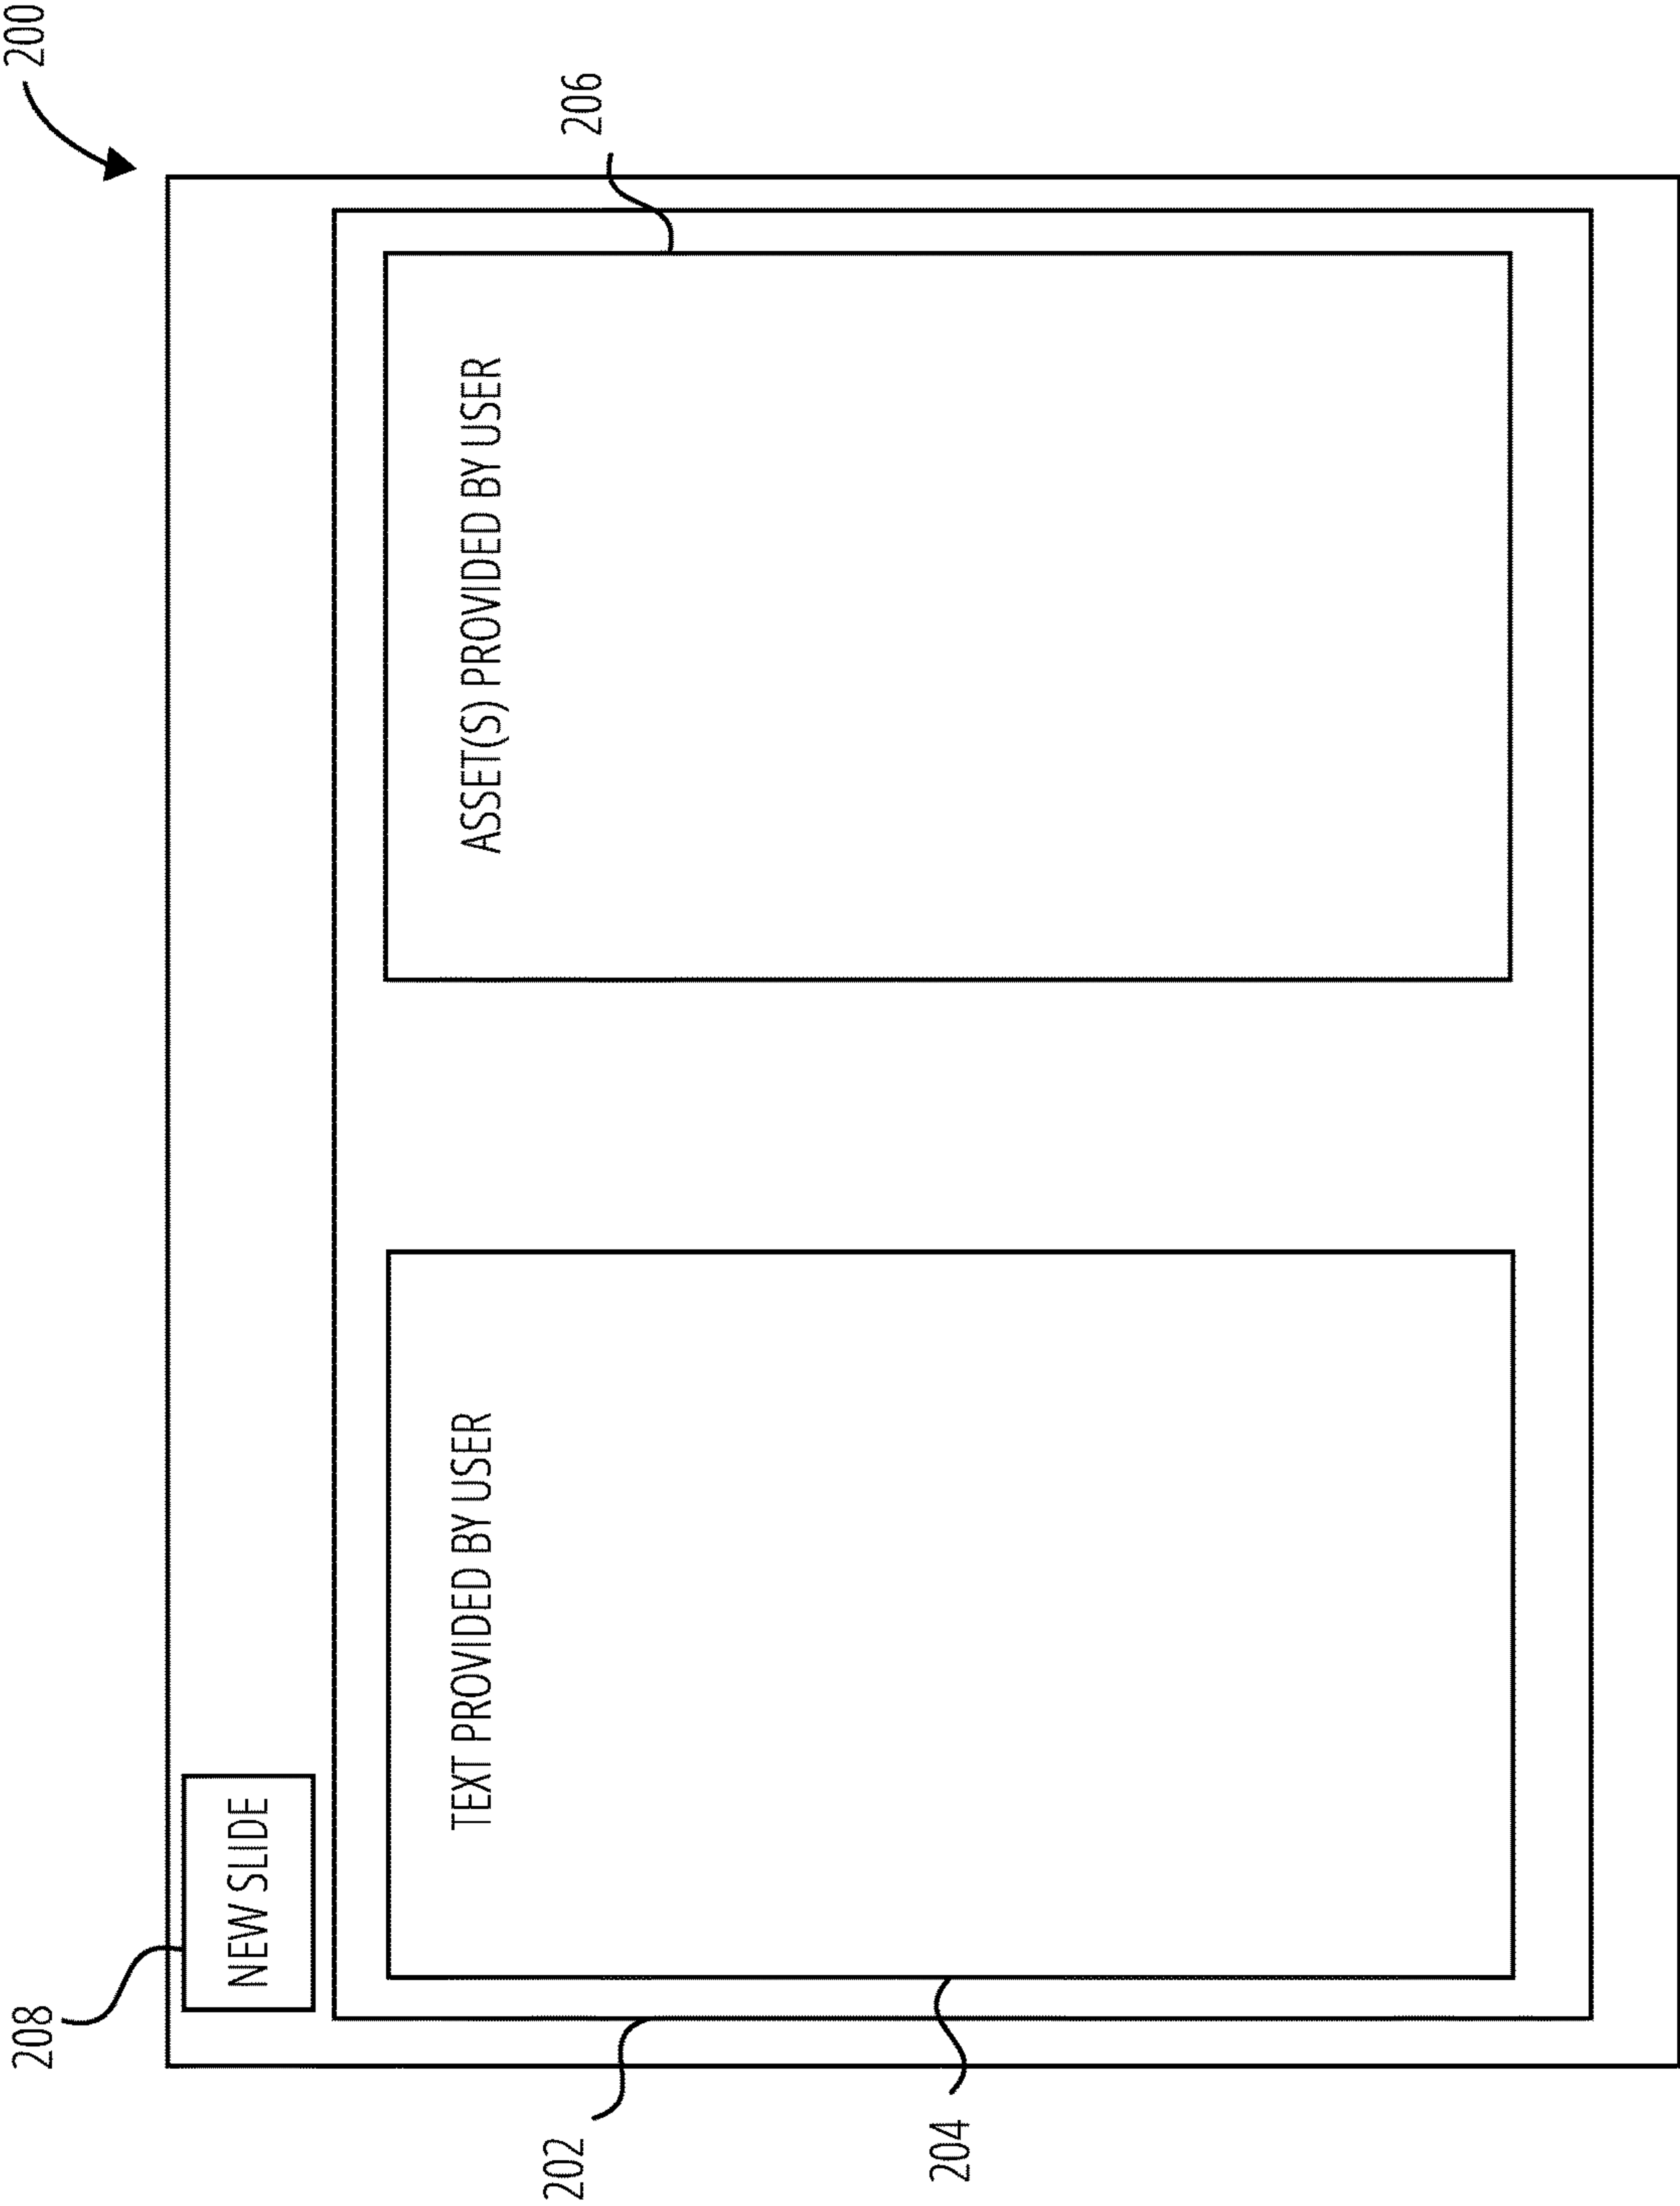 200
208
NEW SLIDE
206
202
TEXT PROVIDED BY USER
ASSET(S) PROVIDED BY USER
204